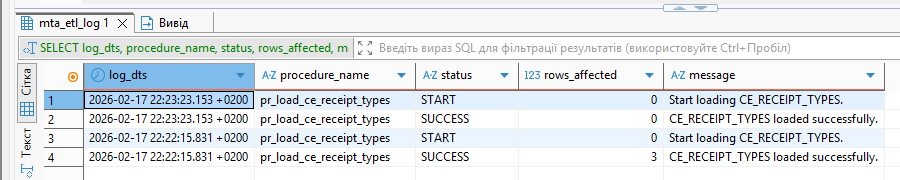 mta_etl_log 1 Вивід
SELECT log_dts, procedure_name, status, rows_affected, m Введіть вираз SQL для фільтрації результатів (використовуйте Ctrl+Пробіл)
Сітка
Текст
log_dts A-Z procedure_name A-Z status 123 rows_affected A-Z message
1 2026-02-17 22:23:23.153 +0200 pr_load_ce_receipt_types START 0 Start loading CE_RECEIPT_TYPES.
2 2026-02-17 22:23:23.153 +0200 pr_load_ce_receipt_types SUCCESS 0 CE_RECEIPT_TYPES loaded successfully.
3 2026-02-17 22:22:15.831 +0200 pr_load_ce_receipt_types START 0 Start loading CE_RECEIPT_TYPES.
4 2026-02-17 22:22:15.831 +0200 pr_load_ce_receipt_types SUCCESS 3 CE_RECEIPT_TYPES loaded successfully.